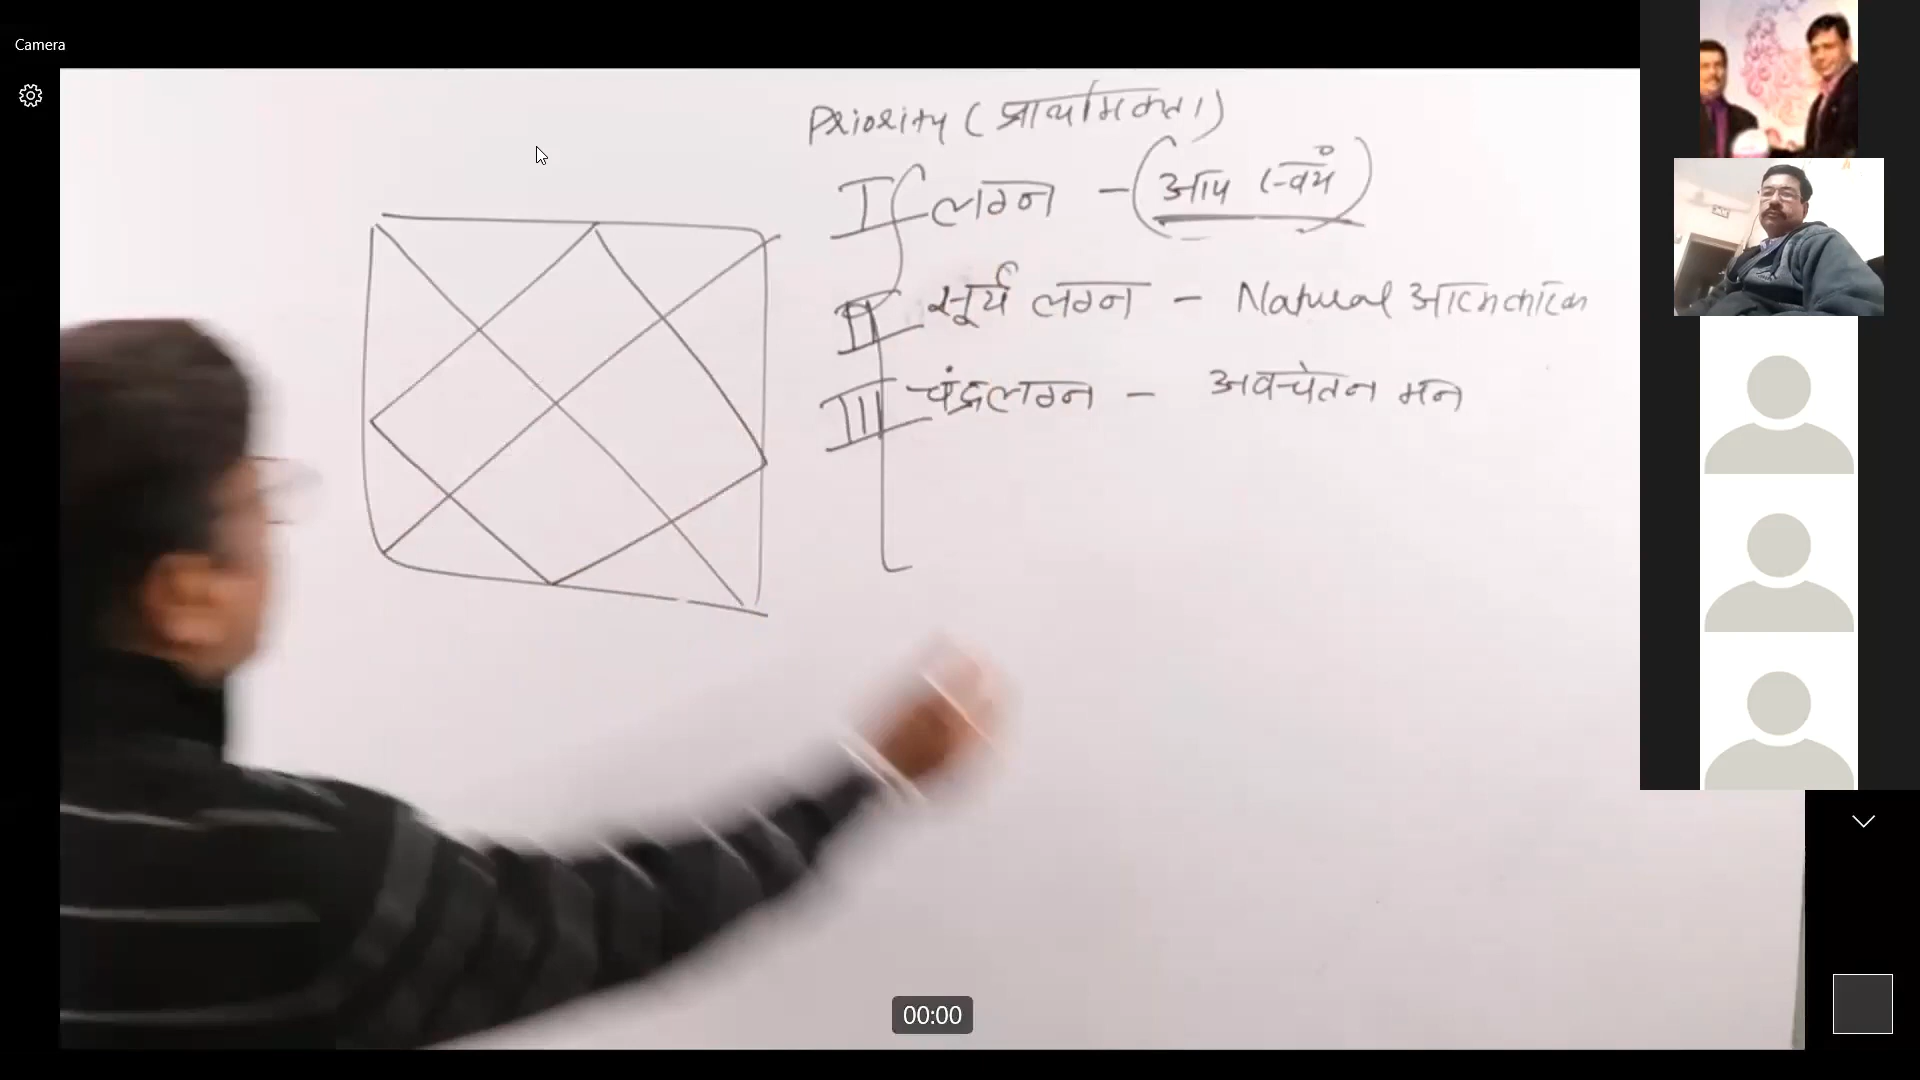 Camera
Priority (प्राथमिकता)
I लग्न - (आप स्वयं)
II सूर्य लग्न - Natural आत्मकारक
III चंद्रलग्न - अवचेतन मन
00:00